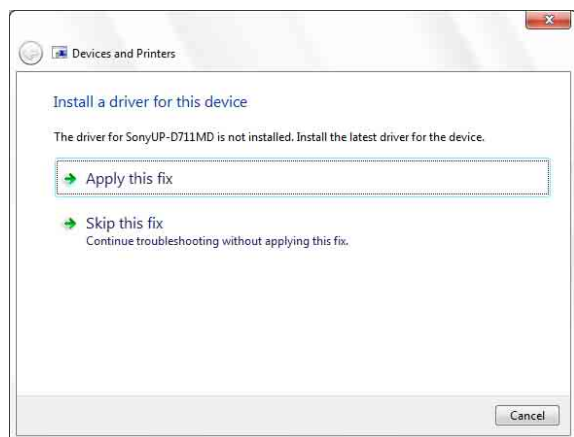 Devices and Printers
Install a driver for this device
The driver for SonyUP-D711MD is not installed. Install the latest driver for the device.
Apply this fix
Skip this fix
Continue troubleshooting without applying this fix.
Cancel